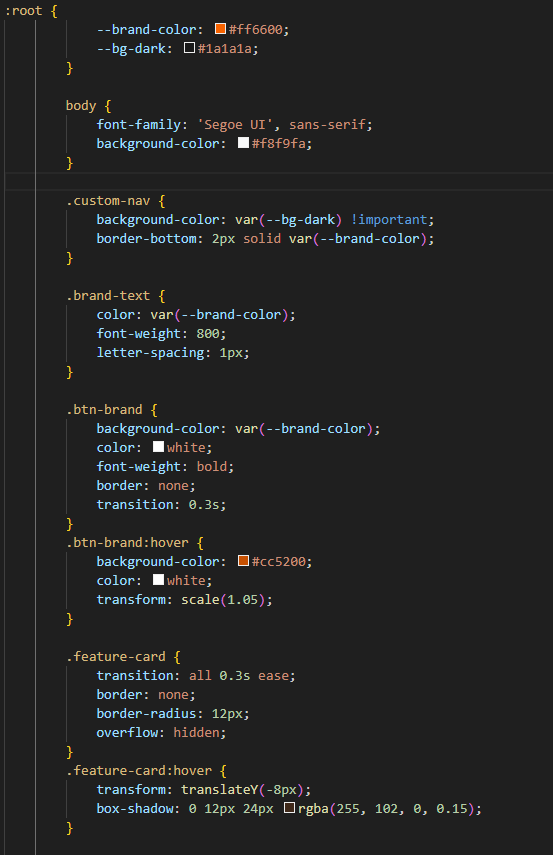 :root {
--brand-color: #ff6600;
--bg-dark: #1a1a1a;
}
body {
font-family: 'Segoe UI', sans-serif;
background-color: #f8f9fa;
}
.custom-nav {
background-color: var(--bg-dark) !important;
border-bottom: 2px solid var(--brand-color);
}
.brand-text {
color: var(--brand-color);
font-weight: 800;
letter-spacing: 1px;
}
.btn-brand {
background-color: var(--brand-color);
color: white;
font-weight: bold;
border: none;
transition: 0.3s;
}
.btn-brand:hover {
background-color: #cc5200;
color: white;
transform: scale(1.05);
}
.feature-card {
transition: all 0.3s ease;
border: none;
border-radius: 12px;
overflow: hidden;
}
.feature-card:hover {
transform: translateY(-8px);
box-shadow: 0 12px 24px rgba(255, 102, 0, 0.15);
}